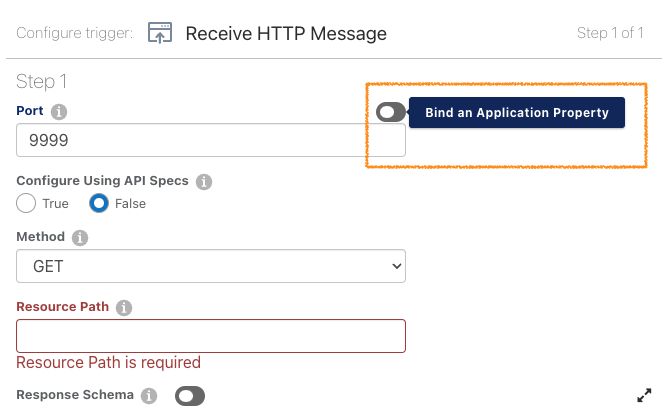 Configure trigger: Receive HTTP Message Step 1 of 1
Step 1
Port Bind an Application Property
9999
Configure Using API Specs
True False
Method
GET
Resource Path
Resource Path is required
Response Schema